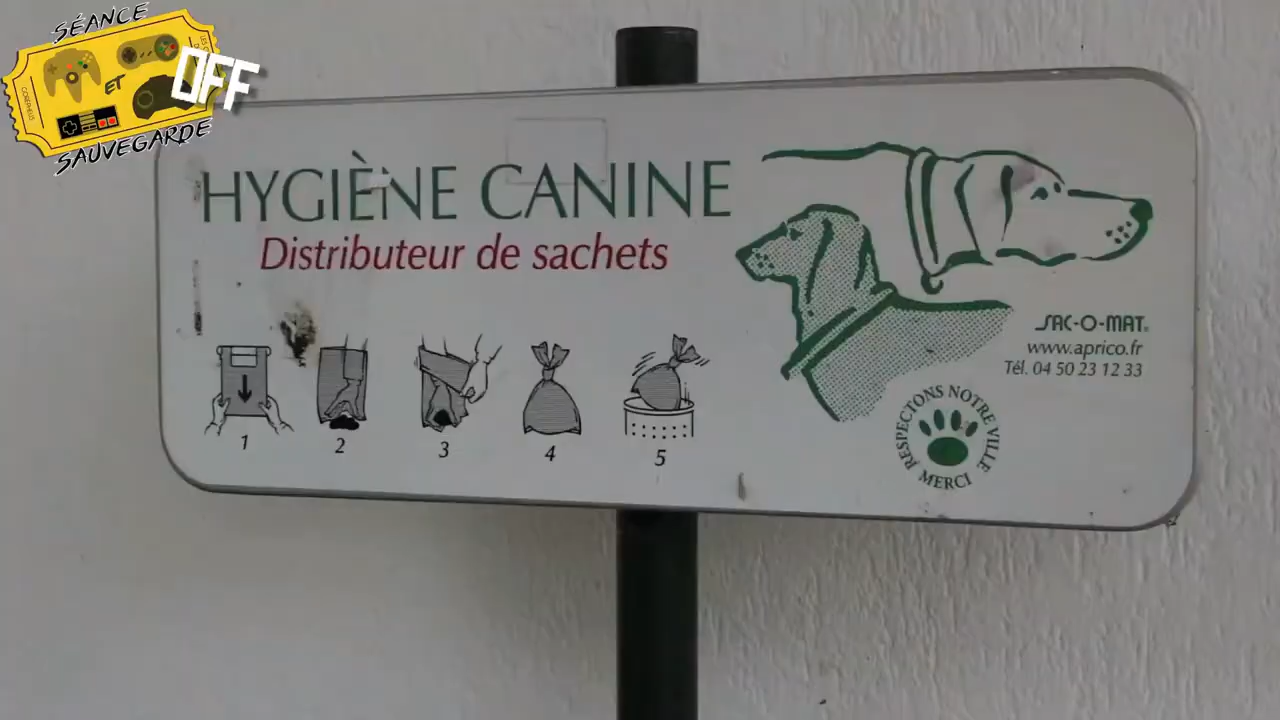 SÉANCE
ET
OFF
SAUVEGARDE
HYGIÈNE CANINE
Distributeur de sachets
SAC-O-MAT
www.aprico.fr
Tél. 04 50 23 12 33
1
2
3
4
5
RESPECTONS NOTRE VILLE
MERCI